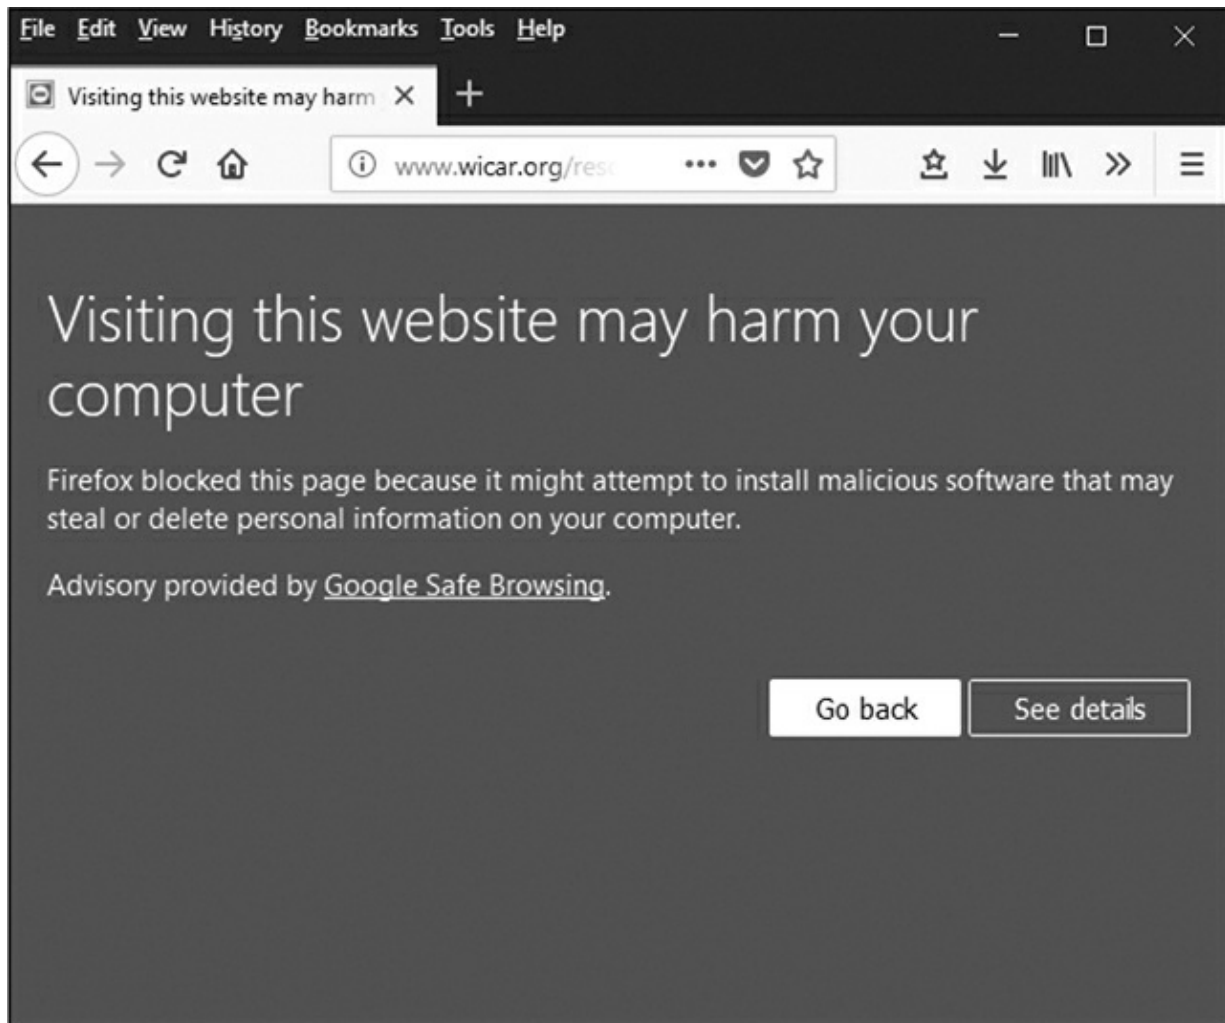 File Edit View History Bookmarks Tools Help
Visiting this website may harm
www.wicar.org/reso
Visiting this website may harm your
computer
Firefox blocked this page because it might attempt to install malicious software that may
steal or delete personal information on your computer.
Advisory provided by Google Safe Browsing.
Go back See details